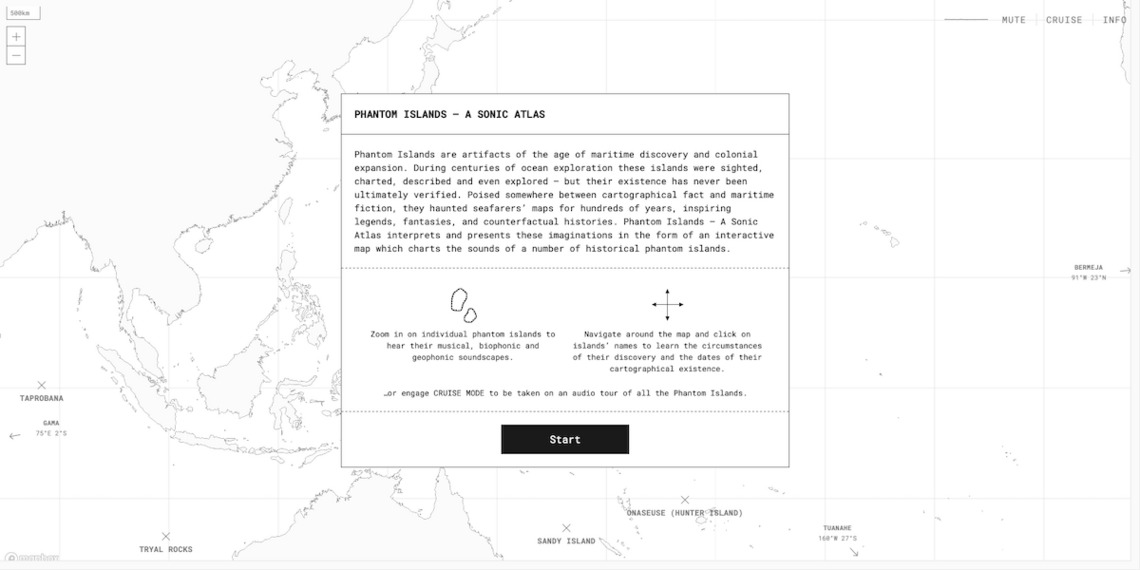 500km
+
−
MUTE
CRUISE
INFO
PHANTOM ISLANDS — A SONIC ATLAS
Phantom Islands are artifacts of the age of maritime discovery and colonial
expansion. During centuries of ocean exploration these islands were sighted,
charted, described and even explored — but their existence has never been
ultimately verified. Poised somewhere between cartographical fact and maritime
fiction, they haunted seafarers' maps for hundreds of years, inspiring
legends, fantasies, and counterfactual histories. Phantom Islands — A Sonic
Atlas interprets and presents these imaginations in the form of an interactive
map which charts the sounds of a number of historical phantom islands.
Zoom in on individual phantom islands to
hear their musical, biophonic and
geophonic soundscapes.
Navigate around the map and click on
islands' names to learn the circumstances
of their discovery and the dates of their
cartographical existence.
…or engage CRUISE MODE to be taken on an audio tour of all the Phantom Islands.
Start
BERMEJA
91°W 23°N
TAPROBANA
GAMA
75°E 2°S
TRYAL ROCKS
SANDY ISLAND
ONASEUSE (HUNTER ISLAND)
TUANAHE
160°W 27°S
mapbox